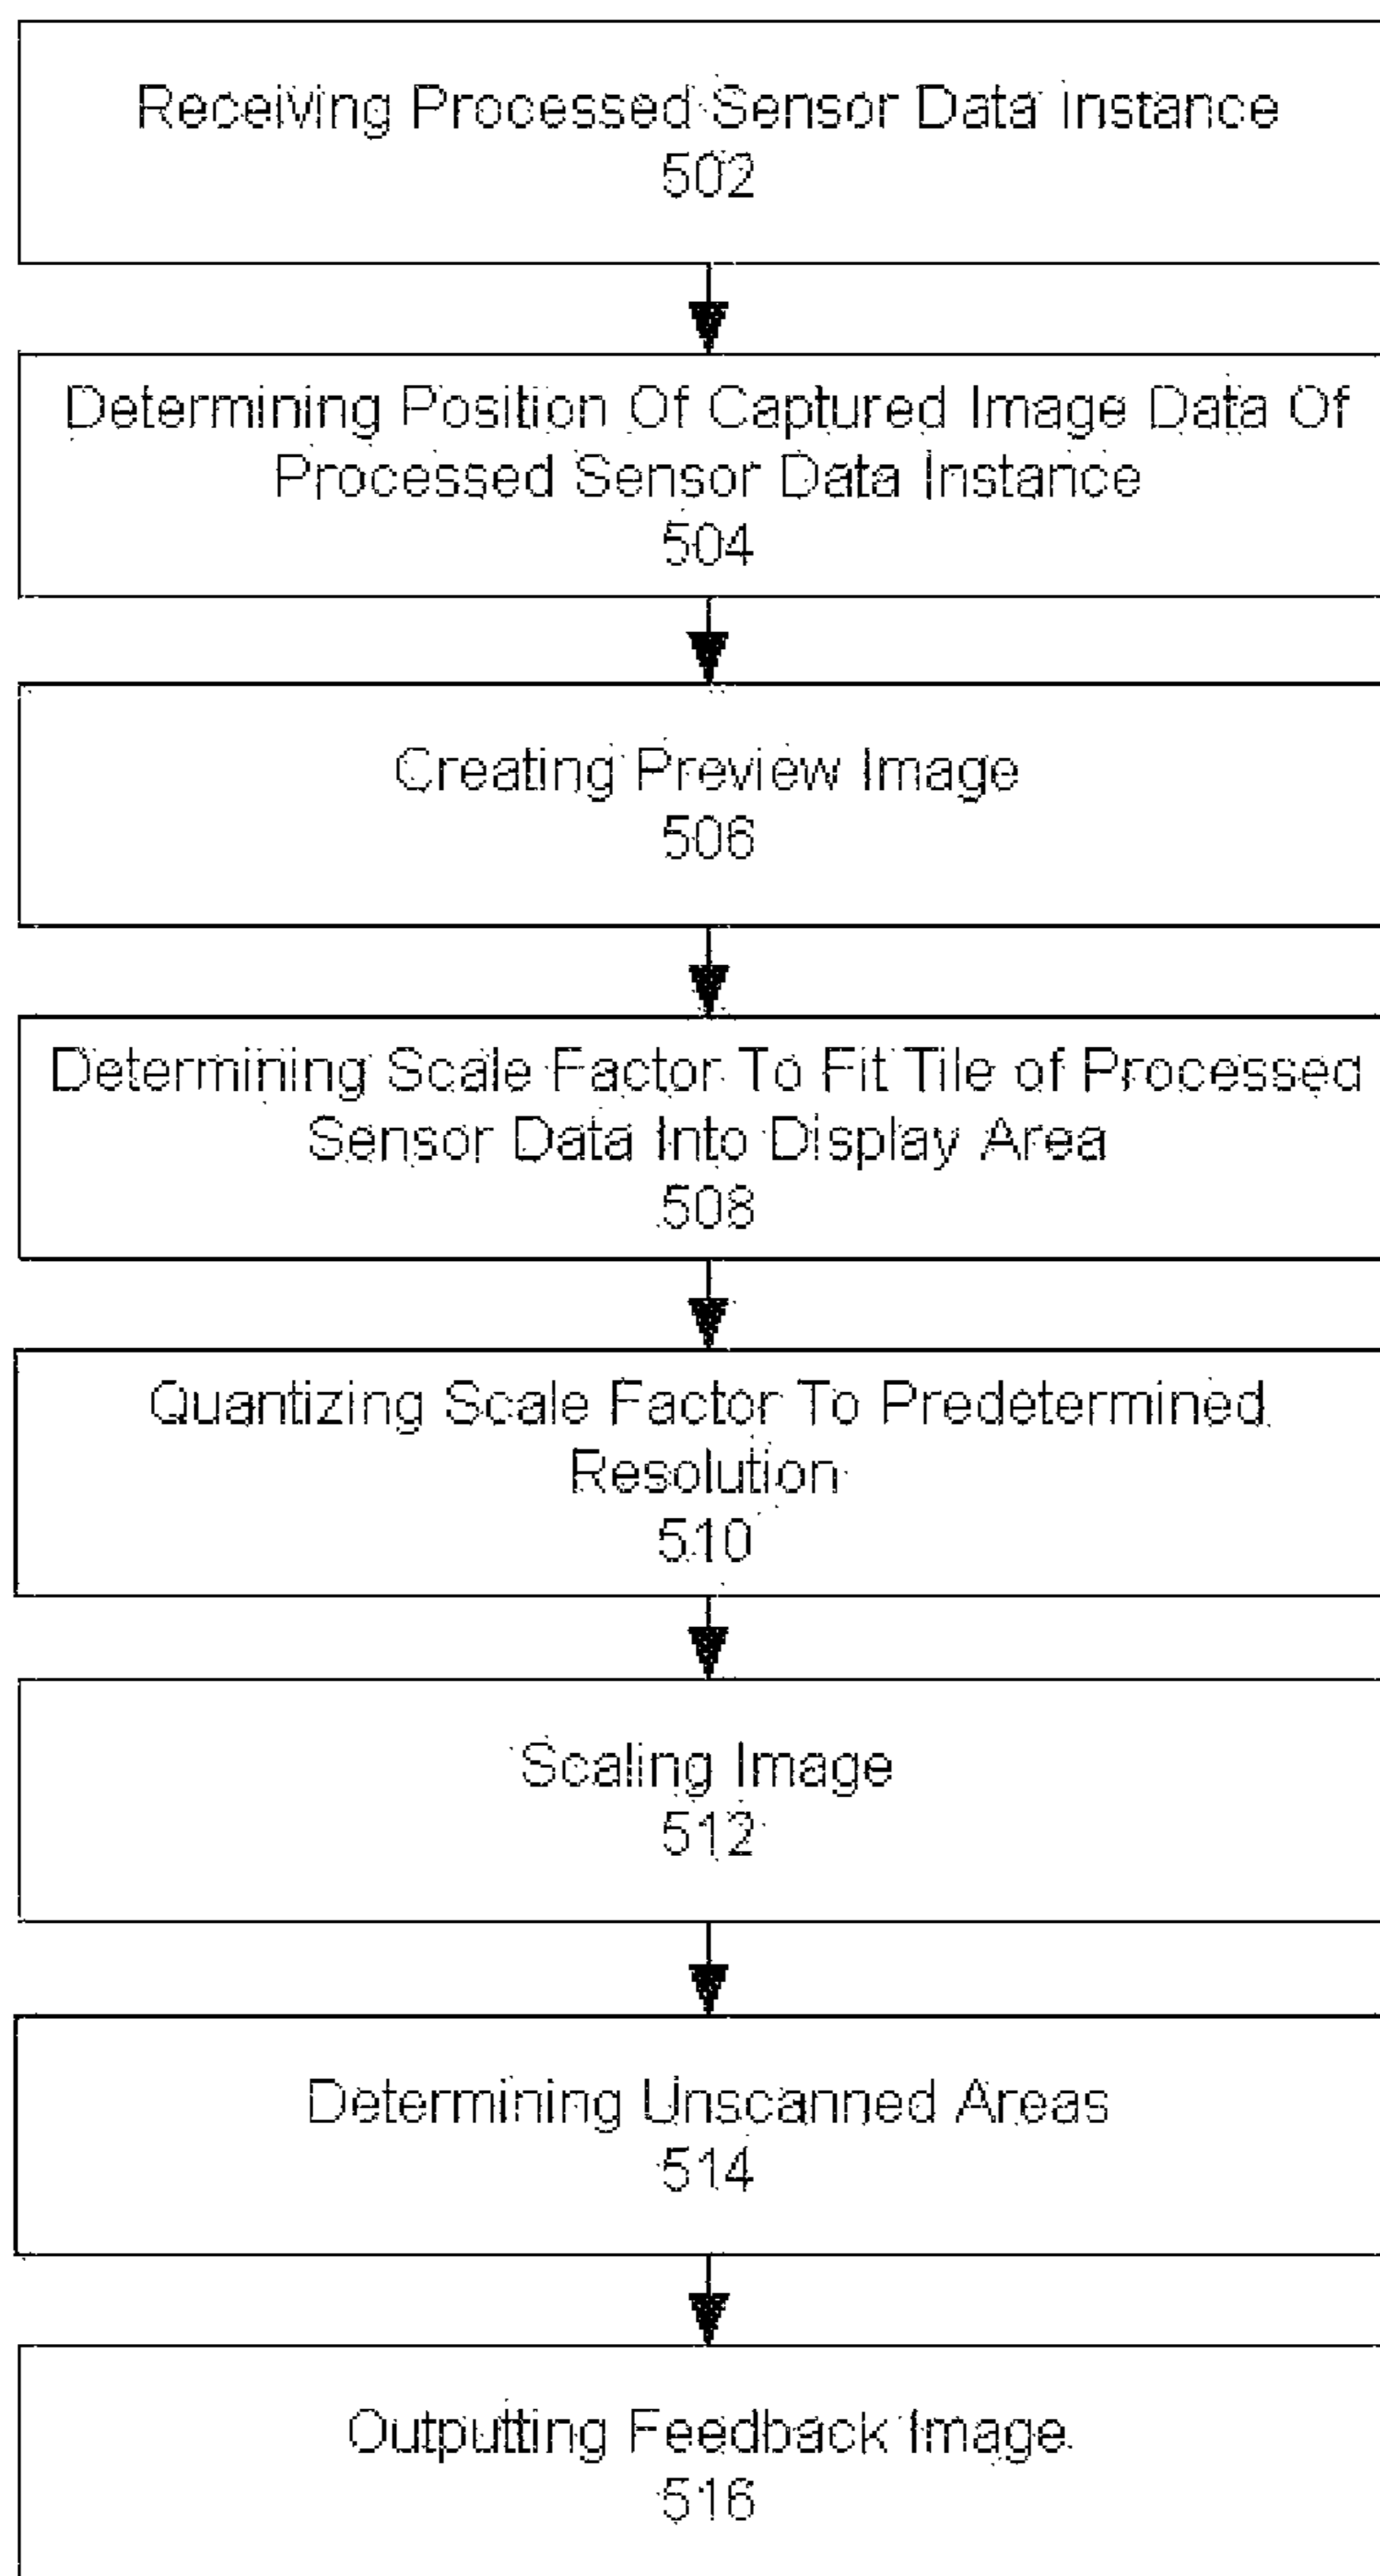 Receiving Processed Sensor Data Instance
502
Determining Position Of Captured Image Data Of
Processed Sensor Data Instance
504
Creating Preview Image
506
Determining Scale Factor To Fit Tile of Processed
Sensor Data Into Display Area
508
Quantizing Scale Factor To Predetermined
Resolution
510
Scaling Image
512
Determining Unscanned Areas
514
Outputting Feedback Image
516